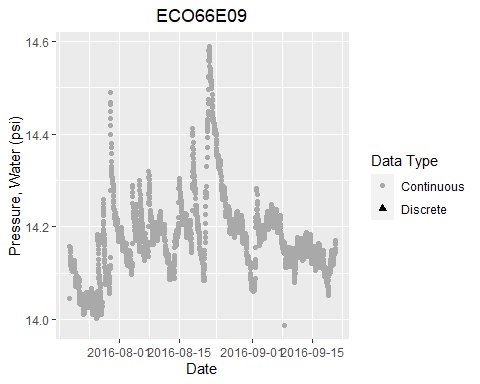 ECO66E09
Pressure, Water (psi)
14.6
14.4
14.2
14.0
2016-08-01 2016-08-15 2016-09-01 2016-09-15
Date
Data Type
Continuous
Discrete